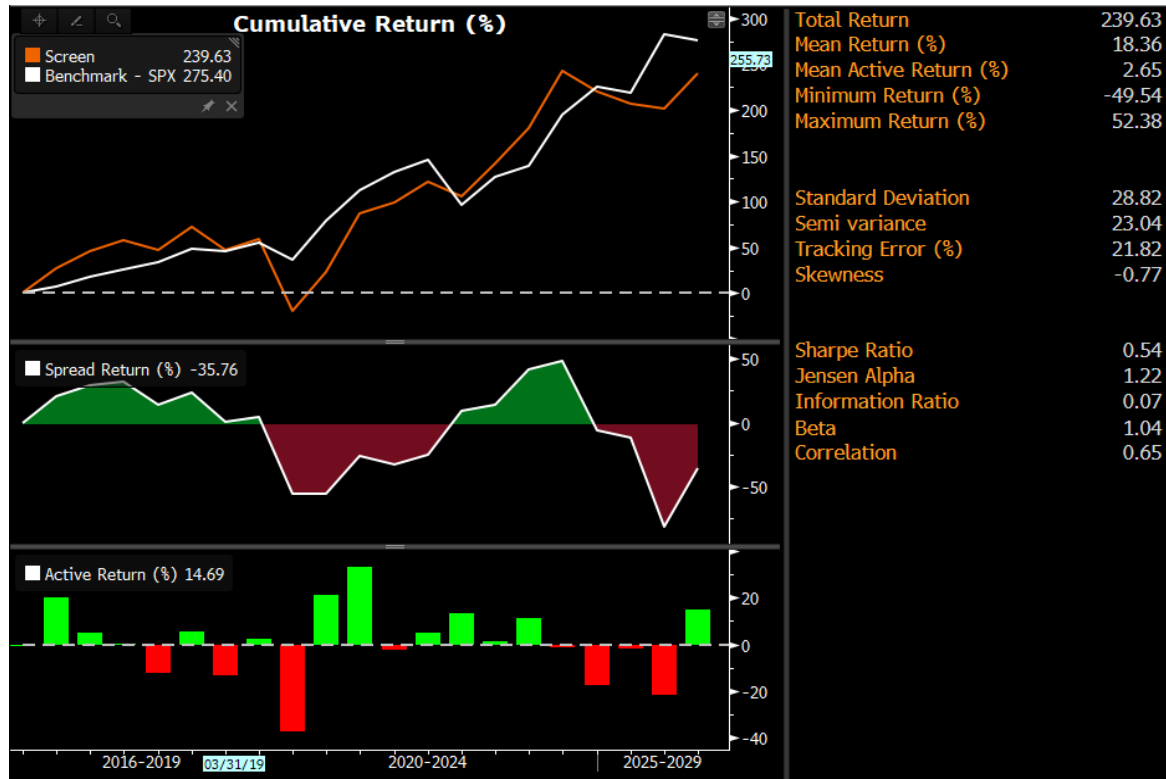 Cumulative Return (%)
Screen 239.63
Benchmark - SPX 275.40
300
255.73
200
150
100
50
0
Spread Return (%) -35.76
50
0
-50
Active Return (%) 14.69
20
0
-20
-40
2016-2019 03/31/19 2020-2024 2025-2029
Total Return 239.63
Mean Return (%) 18.36
Mean Active Return (%) 2.65
Minimum Return (%) -49.54
Maximum Return (%) 52.38
Standard Deviation 28.82
Semi variance 23.04
Tracking Error (%) 21.82
Skewness -0.77
Sharpe Ratio 0.54
Jensen Alpha 1.22
Information Ratio 0.07
Beta 1.04
Correlation 0.65